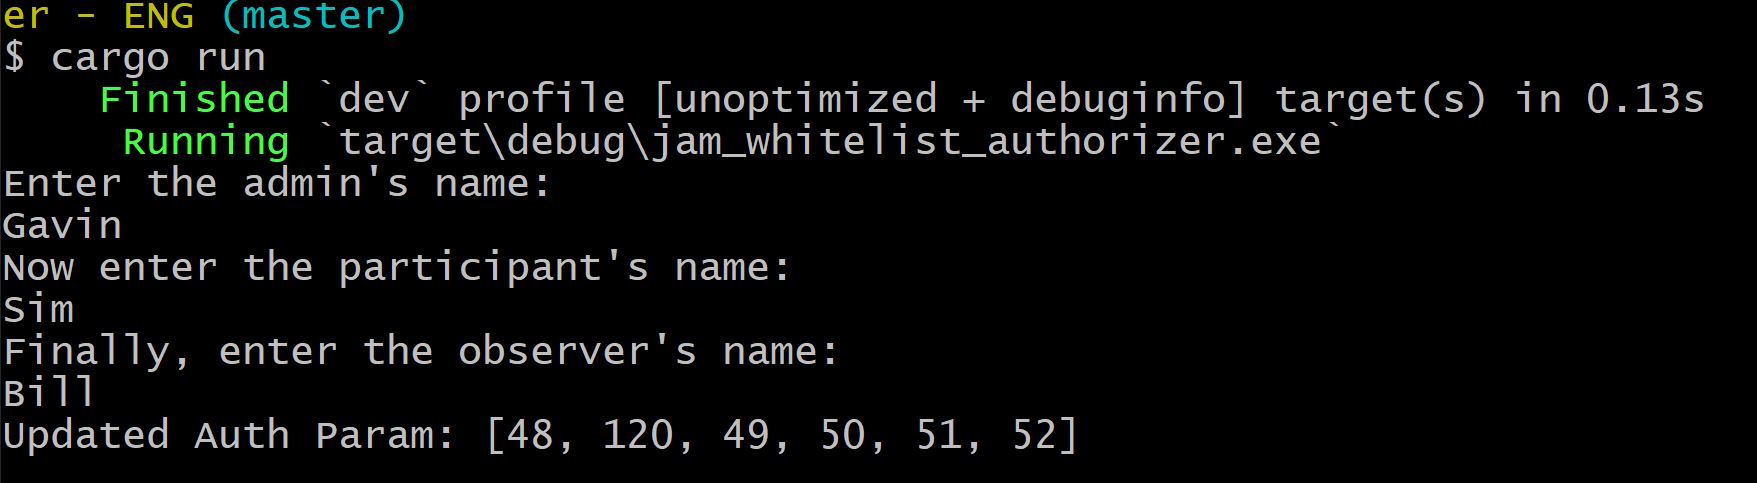 er - ENG (master)
$ cargo run
    Finished `dev` profile [unoptimized + debuginfo] target(s) in 0.13s
     Running `target\debug\jam_whitelist_authorizer.exe`
Enter the admin's name:
Gavin
Now enter the participant's name:
Sim
Finally, enter the observer's name:
Bill
Updated Auth Param: [48, 120, 49, 50, 51, 52]